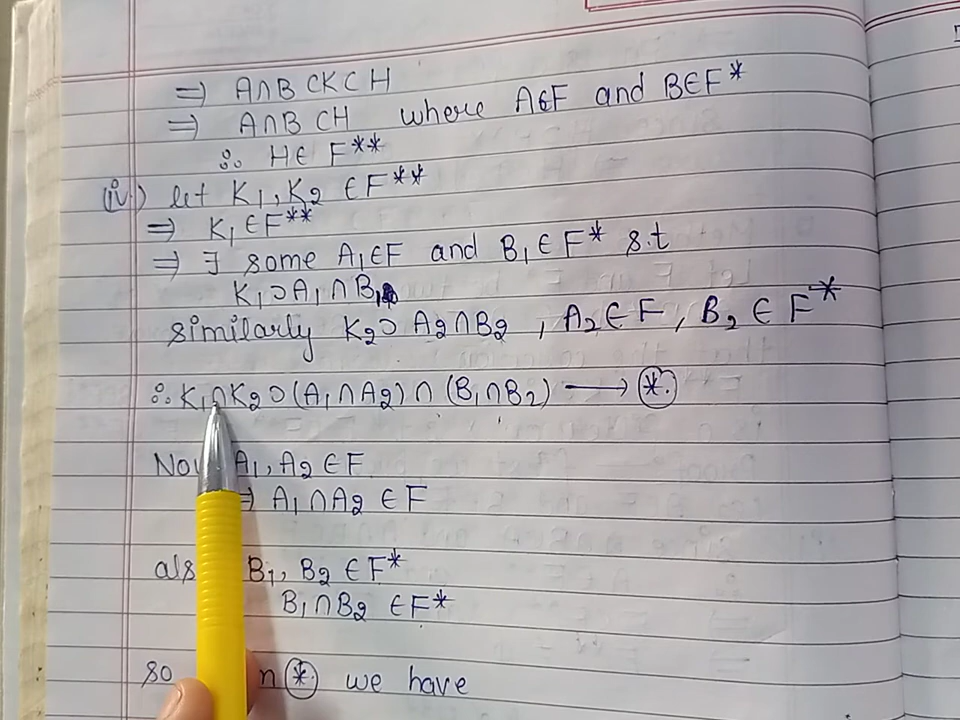 ⇒ A∩B⊂K⊂H
⇒ A∩B⊂H where A∈F and B∈F*
∴ H∈ F**
(iv) let K1, K2 ∈F**
⇒ K1∈F**
⇒ ∃ some A1∈F and B1∈F* s.t
K1⊃A1∩B1
similarly K2⊃ A2∩B2 , A2∈F, B2∈F*
∴K1∩K2⊃(A1∩A2)∩(B1∩B2) ⟶ (*)
A1, A2 ∈F
⇒ A1∩A2 ∈F
B1, B2 ∈F*
B1∩B2 ∈F*
so (*) we have